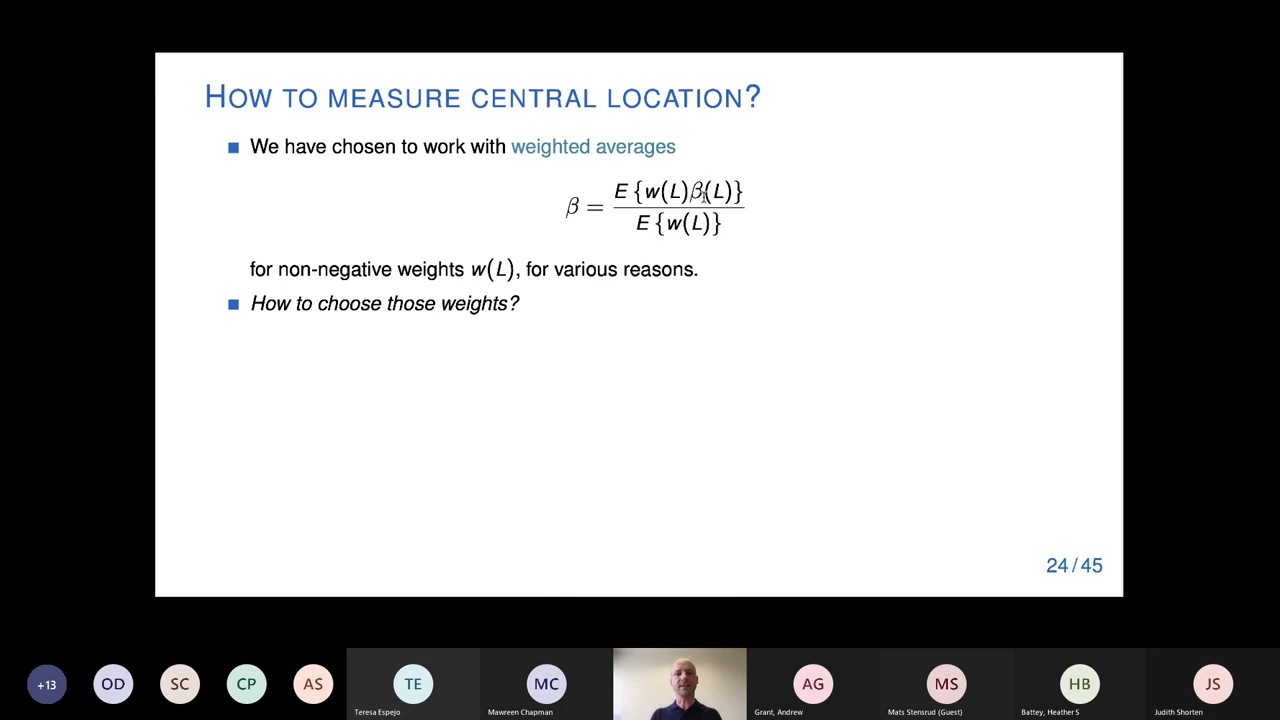 HOW TO MEASURE CENTRAL LOCATION?
■ We have chosen to work with weighted averages
β = E {w(L)β(L)} / E {w(L)}
for non-negative weights w(L), for various reasons.
■ How to choose those weights?
24 / 45
+13 OD SC CP AS TE MC AG MS HB JS
Teresa Espejo Mawreen Chapman Grant, Andrew Mats Stensrud (Guest) Battey, Heather S Judith Shorten